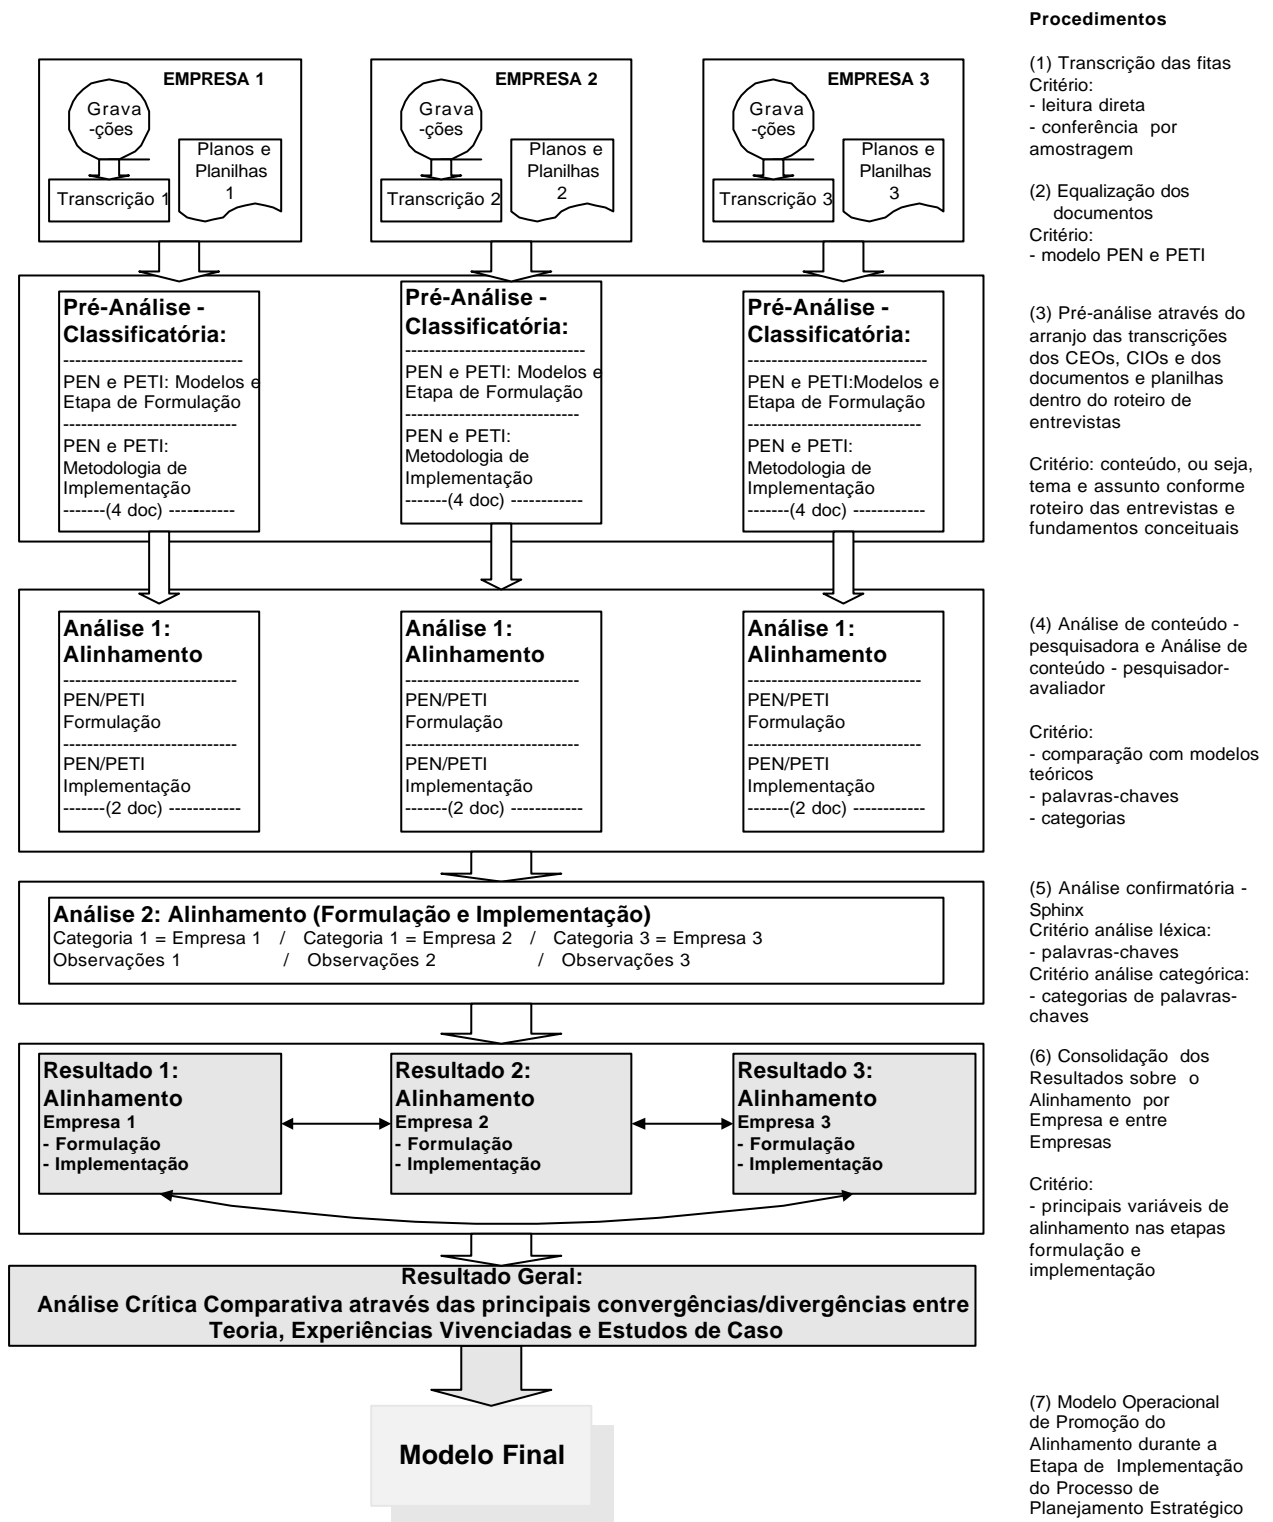 Procedimentos
EMPRESA 1
Grava
-ções
Planos e
Planilhas
1
Transcrição 1
EMPRESA 2
Grava
-ções
Planos e
Planilhas
2
Transcrição 2
EMPRESA 3
Grava
-ções
Planos e
Planilhas
3
Transcrição 3
(1) Transcrição das fitas
Critério:
- leitura direta
- conferência por
amostragem
(2) Equalização dos
documentos
Critério:
- modelo PEN e PETI
Pré-Análise -
Classificatória:
-------------------------------
PEN e PETI: Modelos e
Etapa de Formulação
------------------------------
PEN e PETI:
Metodologia de
Implementação
-------(4 doc) ------------
Pré-Análise -
Classificatória:
-------------------------------
PEN e PETI: Modelos e
Etapa de Formulação
------------------------------
PEN e PETI:
Metodologia de
Implementação
-------(4 doc) ------------
Pré-Análise -
Classificatória:
-------------------------------
PEN e PETI:Modelos e
Etapa de Formulação
------------------------------
PEN e PETI:
Metodologia de
Implementação
-------(4 doc) ------------
(3) Pré-análise através do
arranjo das transcrições
dos CEOs, CIOs e dos
documentos e planilhas
dentro do roteiro de
entrevistas
Critério: conteúdo, ou seja,
tema e assunto conforme
roteiro das entrevistas e
fundamentos conceituais
Análise 1:
Alinhamento
------------------------------
PEN/PETI
Formulação
------------------------------
PEN/PETI
Implementação
-------(2 doc) ------------
Análise 1:
Alinhamento
------------------------------
PEN/PETI
Formulação
------------------------------
PEN/PETI
Implementação
-------(2 doc) ------------
Análise 1:
Alinhamento
------------------------------
PEN/PETI
Formulação
------------------------------
PEN/PETI
Implementação
-------(2 doc) ------------
(4) Análise de conteúdo -
pesquisadora e Análise de
conteúdo - pesquisador-
avaliador
Critério:
- comparação com modelos
teóricos
- palavras-chaves
- categorias
Análise 2: Alinhamento (Formulação e Implementação)
Categoria 1 = Empresa 1 / Categoria 1 = Empresa 2 / Categoria 3 = Empresa 3
Observações 1 / Observações 2 / Observações 3
(5) Análise confirmatória -
Sphinx
Critério análise léxica:
- palavras-chaves
Critério análise categórica:
- categorias de palavras-
chaves
Resultado 1:
Alinhamento
Empresa 1
- Formulação
- Implementação
Resultado 2:
Alinhamento
Empresa 2
- Formulação
- Implementação
Resultado 3:
Alinhamento
Empresa 3
- Formulação
- Implementação
(6) Consolidação dos
Resultados sobre o
Alinhamento por
Empresa e entre
Empresas
Critério:
- principais variáveis de
alinhamento nas etapas
formulação e
implementação
Resultado Geral:
Análise Crítica Comparativa através das principais convergências/divergências entre
Teoria, Experiências Vivenciadas e Estudos de Caso
Modelo Final
(7) Modelo Operacional
de Promoção do
Alinhamento durante a
Etapa de Implementação
do Processo de
Planejamento Estratégico